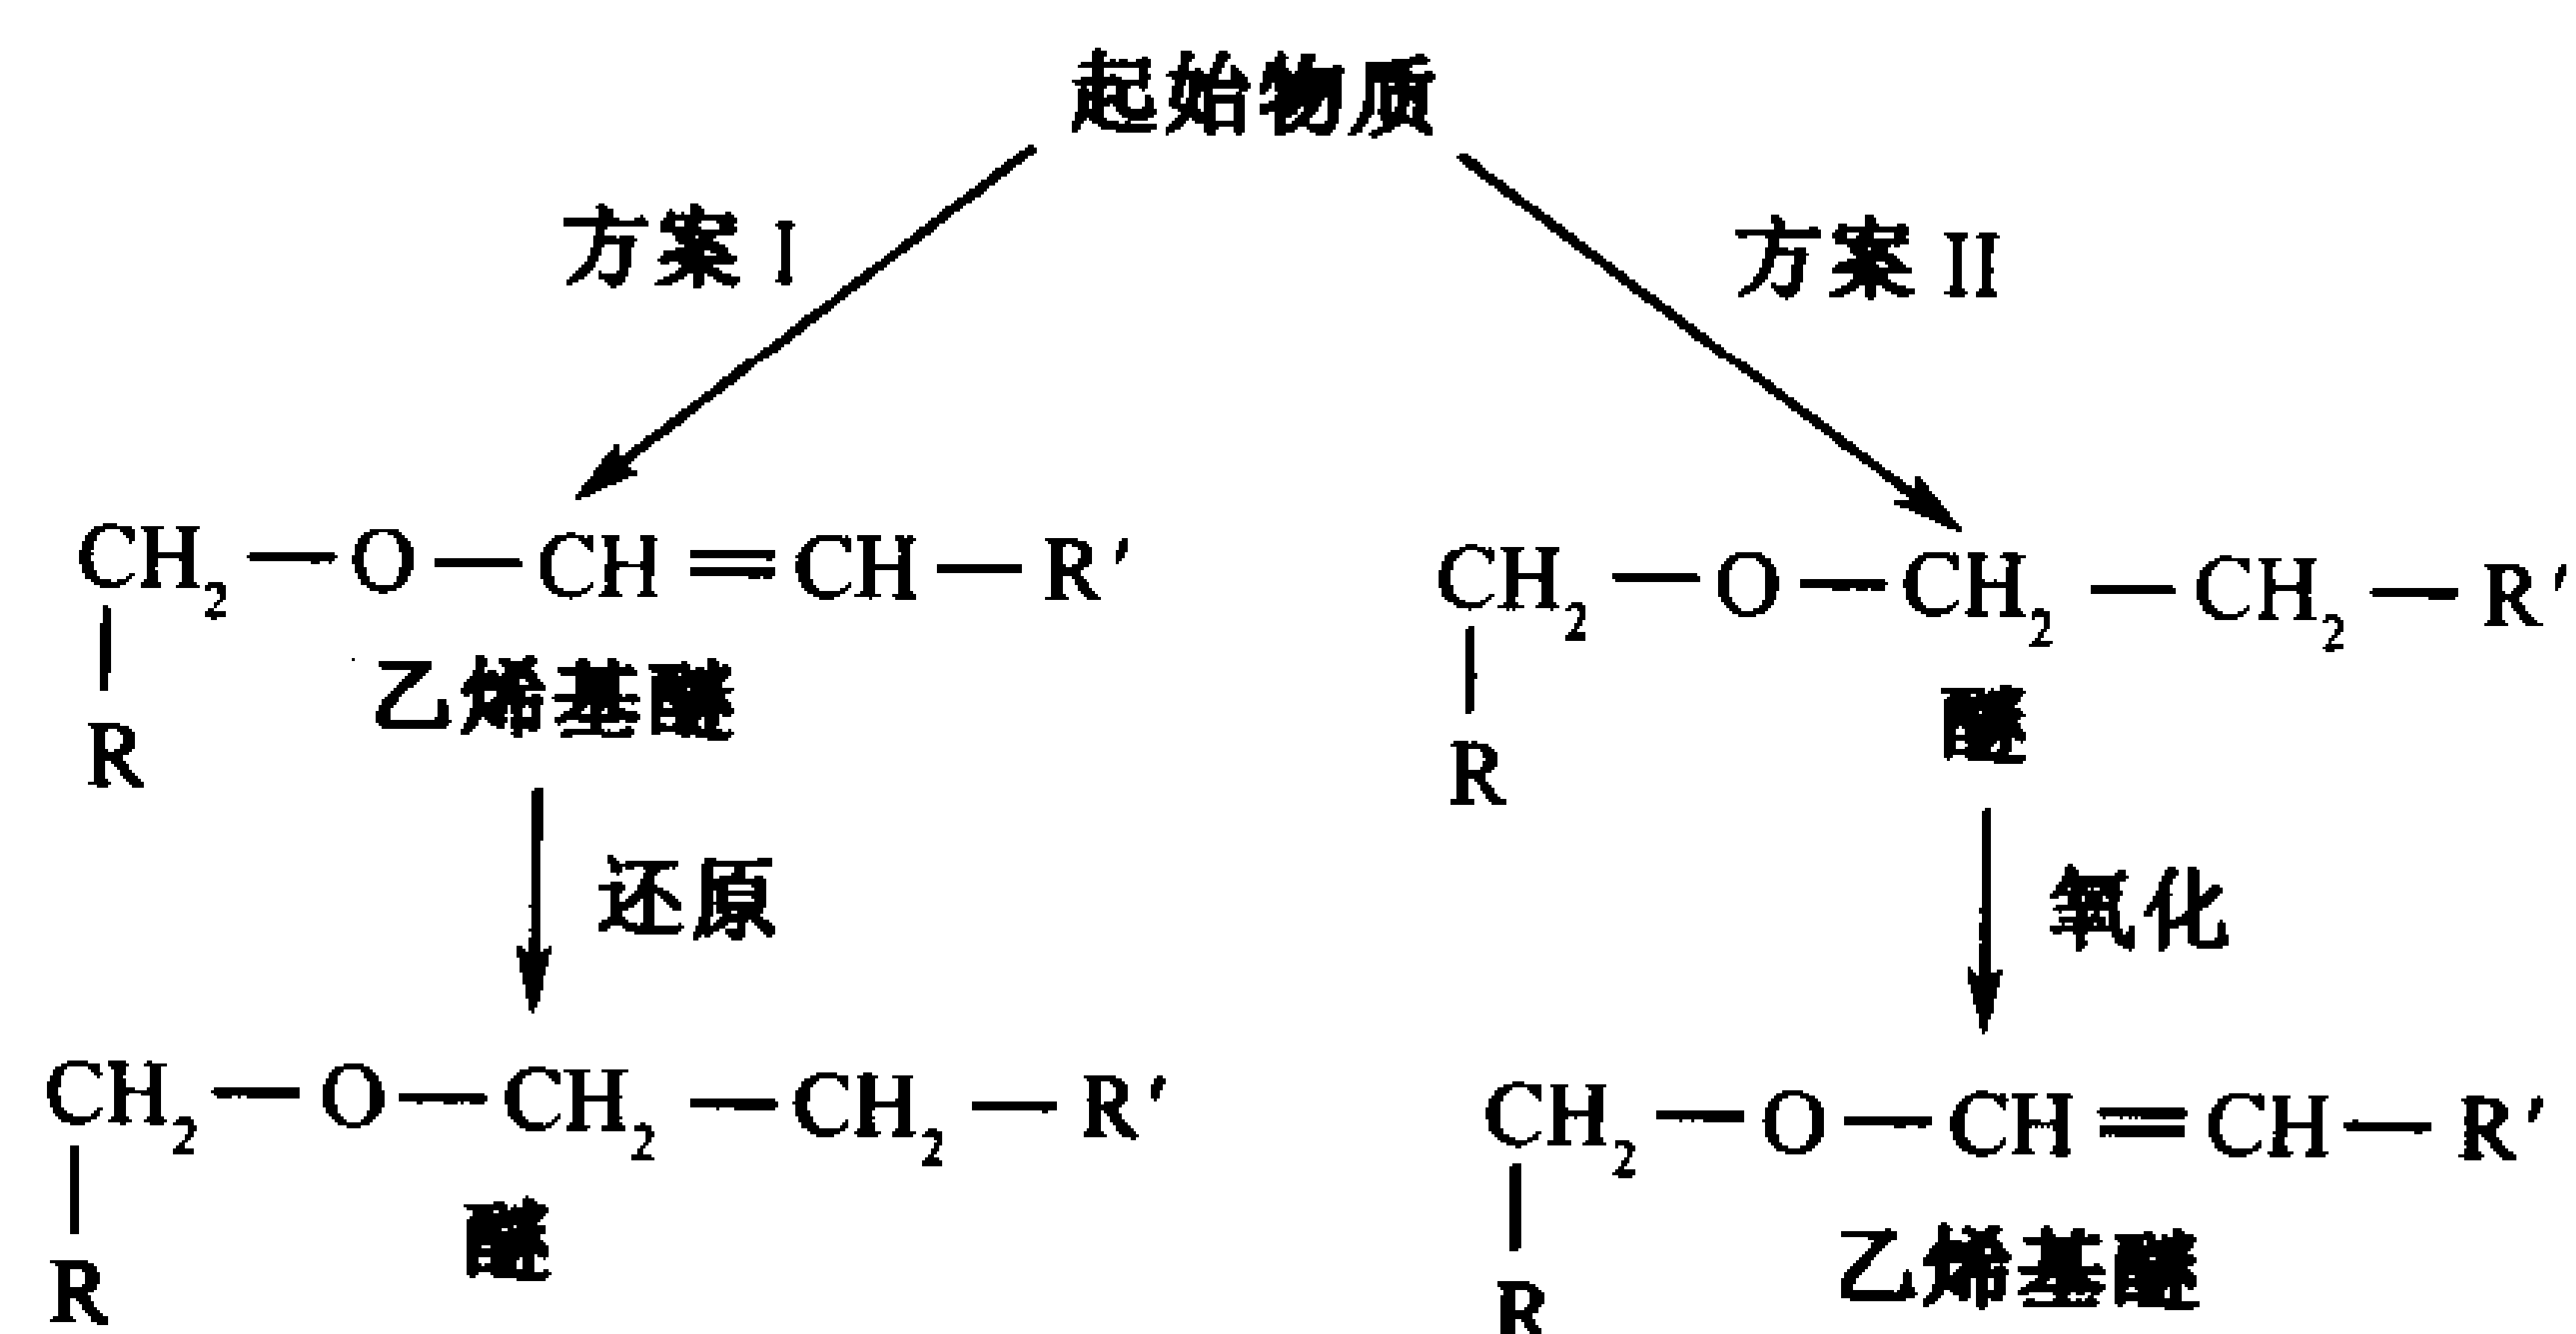 起始物质
方案 I
方案 II
CH₂—O—CH=CH—R′
R
乙烯基醚
CH₂—O—CH₂—CH₂—R′
R
醚
还原
氧化
CH₂—O—CH₂—CH₂—R′
R
醚
CH₂—O—CH=CH—R′
R
乙烯基醚